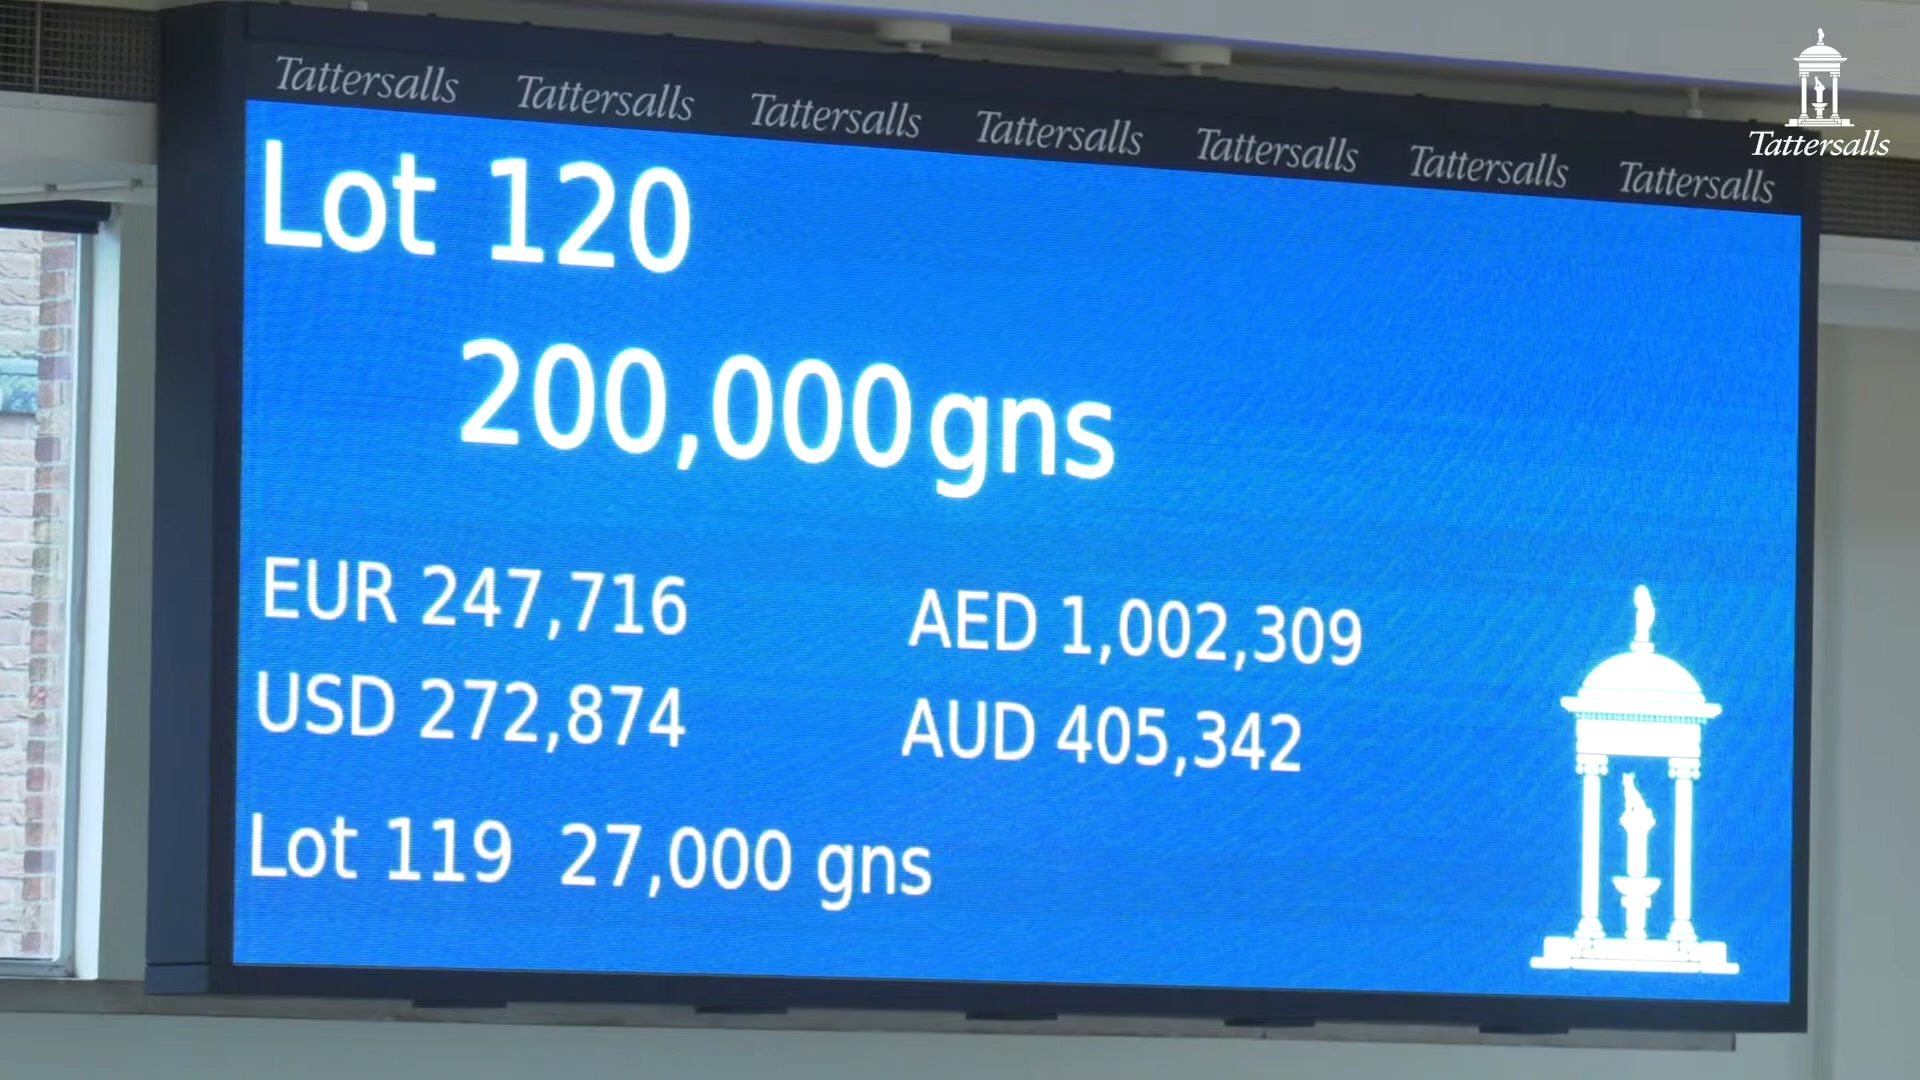 Tattersalls Tattersalls Tattersalls Tattersalls Tattersalls Tattersalls Tattersalls
Tattersalls
Lot 120
200,000 gns
EUR 247,716 AED 1,002,309
USD 272,874 AUD 405,342
Lot 119 27,000 gns